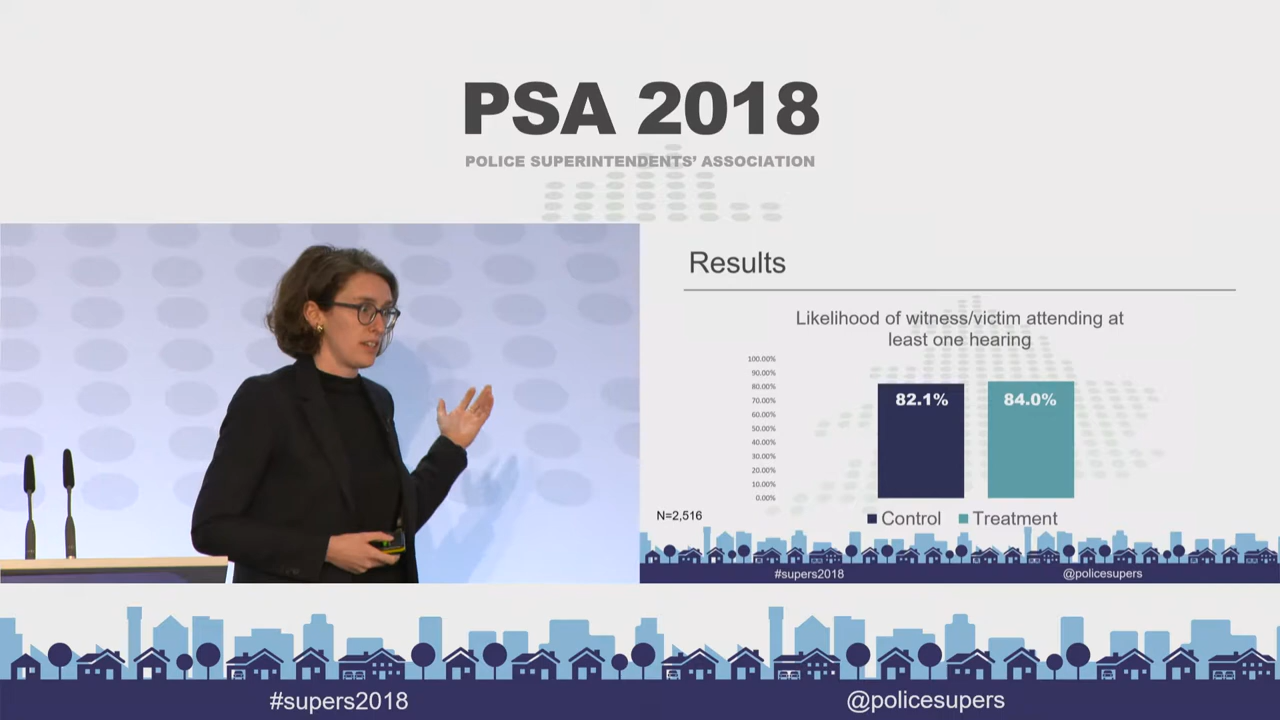 PSA 2018
POLICE SUPERINTENDENTS' ASSOCIATION
Results
Likelihood of witness/victim attending at
least one hearing
100.00%
90.00%
80.00%
70.00%
60.00%
50.00%
40.00%
30.00%
20.00%
10.00%
0.00%
82.1%
84.0%
N=2,516
Control
Treatment
#supers2018
@policesupers
#supers2018
@policesupers